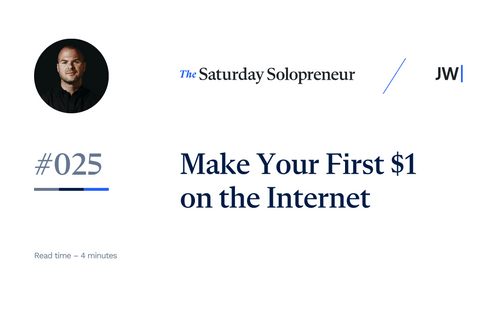 The Saturday Solopreneur
JW
#025
Make Your First $1
on the Internet
Read time – 4 minutes